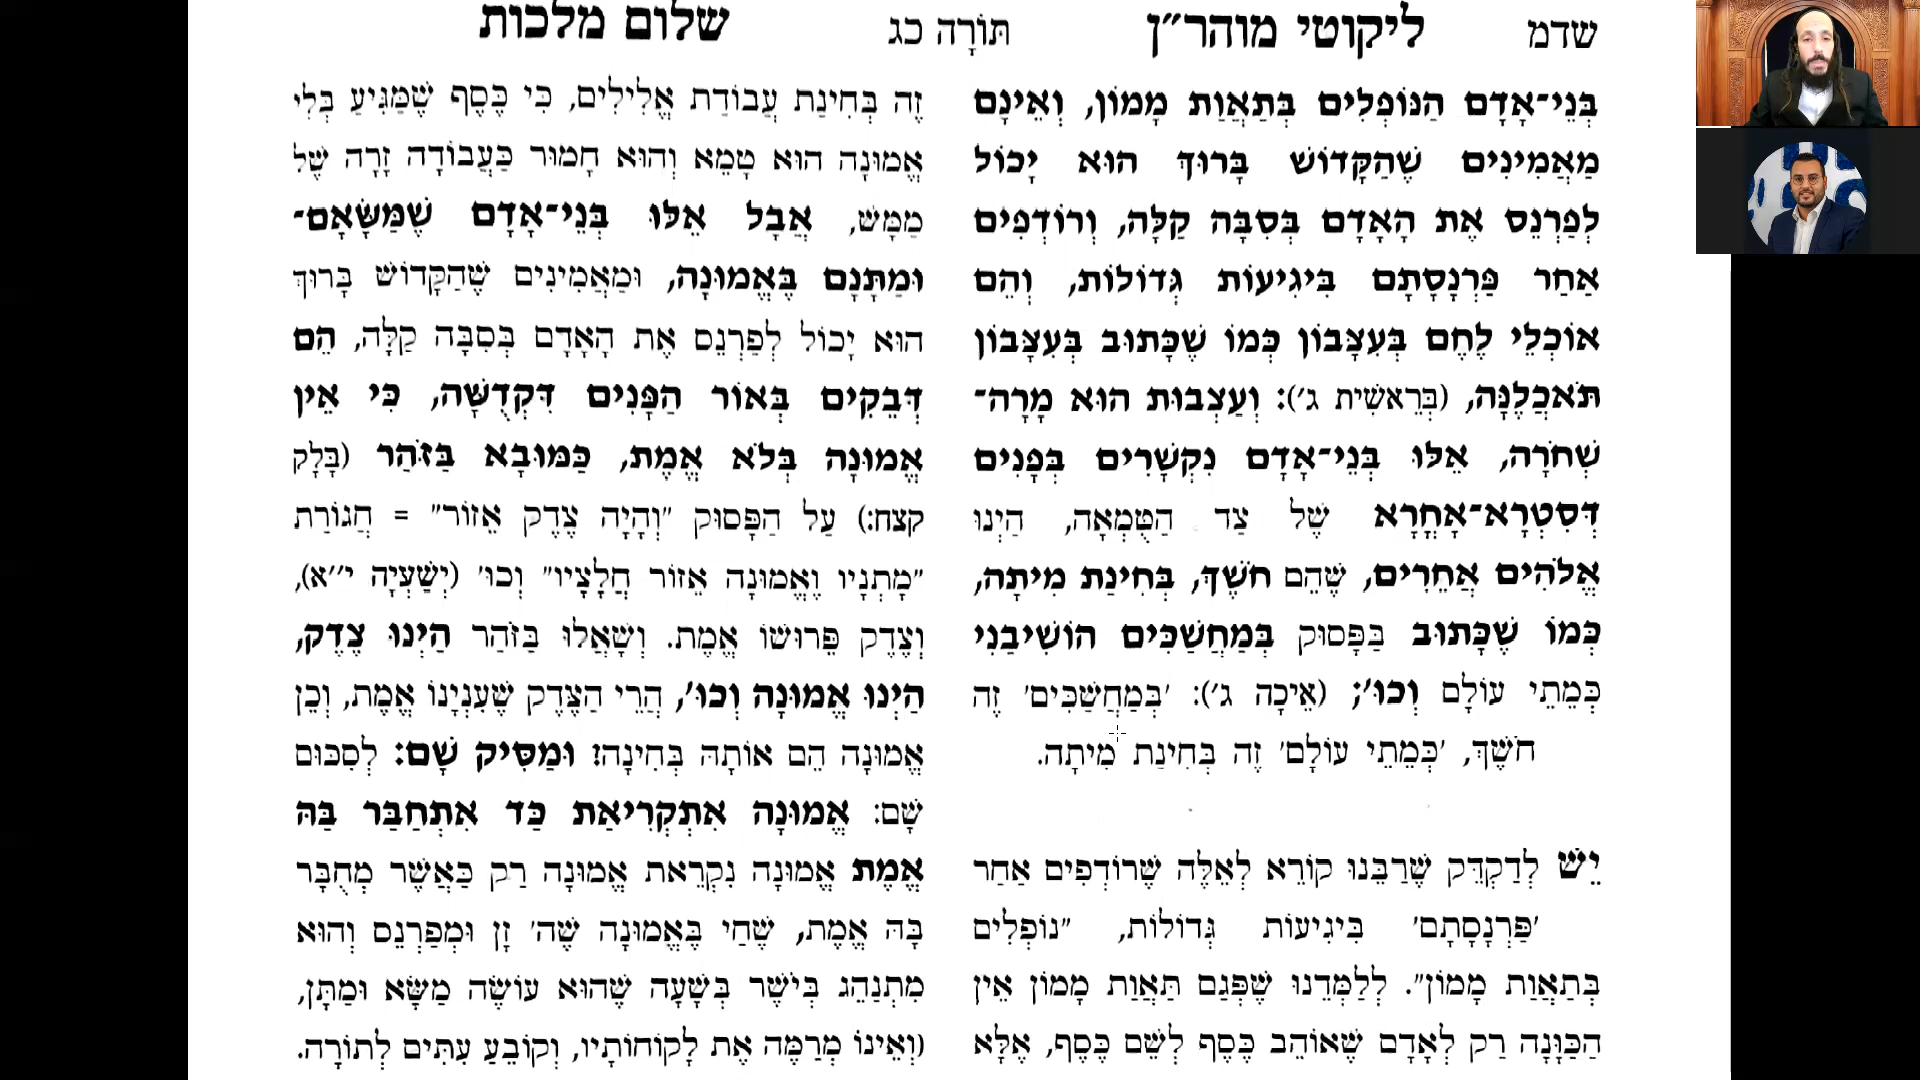 שדמ ליקוטי מוהר״ן תּוֹרָה כג שלום מלכות
בְּנֵי־אָדָם הַנּוֹפְלִים בְּתַאֲוַת מָמוֹן, וְאֵינָם
מַאֲמִינִים שֶׁהַקָּדוֹשׁ בָּרוּךְ הוּא יָכוֹל
לְפַרְנֵס אֶת הָאָדָם בְּסִבָּה קַלָּה, וְרוֹדְפִים
אַחַר פַּרְנָסָתָם בִּיגִיעוֹת גְּדוֹלוֹת, וְהֵם
אוֹכְלֵי לֶחֶם בְּעִצָּבוֹן כְּמוֹ שֶׁכָּתוּב בְּעִצָּבוֹן
תֹּאכְלֶנָּה, (בְּרֵאשִׁית ג׳): וְעַצְבוּת הוּא מָרָה־
שְׁחֹרָה, אֵלּוּ בְּנֵי־אָדָם נִקְשָׁרִים בְּפָנִים
דְּסִטְרָא־אָחֳרָא שֶׁל צַד הַטֻּמְאָה, הַיְנוּ
אֱלֹהִים אֲחֵרִים, שֶׁהֵם חֹשֶׁךְ, בְּחִינַת מִיתָה,
כְּמוֹ שֶׁכָּתוּב בַּפָּסוּק בְּמַחֲשַׁכִּים הוֹשִׁיבַנִי
כְּמֵתֵי עוֹלָם וְכוּ׳; (אֵיכָה ג׳): ׳בְּמַחֲשַׁכִּים׳ זֶה
חֹשֶׁךְ, ׳כְּמֵתֵי עוֹלָם׳ זֶה בְּחִינַת מִיתָה.
יֵשׁ לְדַקְדֵּק שֶׁרַבֵּנוּ קוֹרֵא לְאֵלֶּה שֶׁרוֹדְפִים אַחַר
׳פַּרְנָסָתָם׳ בִּיגִיעוֹת גְּדוֹלוֹת, ״נוֹפְלִים
בְּתַאֲוַת מָמוֹן״. לְלַמְּדֵנוּ שֶׁפְּגַם תַּאֲוַת מָמוֹן אֵין
הַכַּוָּנָה רַק לְאָדָם שֶׁאוֹהֵב כֶּסֶף לְשֵׁם כֶּסֶף, אֶלָּא
זֶה בְּחִינַת עֲבוֹדַת אֱלִילִים, כִּי כֶּסֶף שֶׁמַּגִּיעַ בְּלִי
אֱמוּנָה הוּא טָמֵא וְהוּא חָמוּר כַּעֲבוֹדָה זָרָה שֶׁל
מַמָּשׁ, אֲבָל אֵלּוּ בְּנֵי־אָדָם שֶׁמַּשָּׂאָם־
וּמַתָּנָם בֶּאֱמוּנָה, וּמַאֲמִינִים שֶׁהַקָּדוֹשׁ בָּרוּךְ
הוּא יָכוֹל לְפַרְנֵס אֶת הָאָדָם בְּסִבָּה קַלָּה, הֵם
דְּבֵקִים בְּאוֹר הַפָּנִים דִּקְדֻשָּׁה, כִּי אֵין
אֱמוּנָה בְּלֹא אֱמֶת, כַּמּוּבָא בַּזֹּהַר (בָּלָק
קצח:) עַל הַפָּסוּק ״וְהָיָה צֶדֶק אֵזוֹר״ = חֲגוֹרַת
״מָתְנָיו וֶאֱמוּנָה אֵזוֹר חֲלָצָיו״ וְכוּ׳ (יְשַׁעְיָה י״א),
וְצֶדֶק פֵּרוּשׁוֹ אֱמֶת. וְשָׁאֲלוּ בַּזֹּהַר הַיְנוּ צֶדֶק,
הַיְנוּ אֱמוּנָה וְכוּ׳, הֲרֵי הַצֶּדֶק שֶׁעִנְיָנוֹ אֱמֶת, וְכֵן
אֱמוּנָה הֵם אוֹתָהּ בְּחִינָה? וּמַסִּיק שָׁם: לְסִכּוּם
שָׁם: אֱמוּנָה אִתְקְרִיאַת כַּד אִתְחַבַּר בַּהּ
אֱמֶת אֱמוּנָה נִקְרֵאת אֱמוּנָה רַק כַּאֲשֶׁר מְחֻבָּר
בָּהּ אֱמֶת, שֶׁחַי בֶּאֱמוּנָה שֶׁה׳ זָן וּמְפַרְנֵס וְהוּא
מִתְנַהֵג בְּיֹשֶׁר בְּשָׁעָה שֶׁהוּא עוֹשֶׂה מַשָּׂא וּמַתָּן,
(וְאֵינוֹ מְרַמֶּה אֶת לָקוֹחוֹתָיו, וְקוֹבֵעַ עִתִּים לְתוֹרָה.